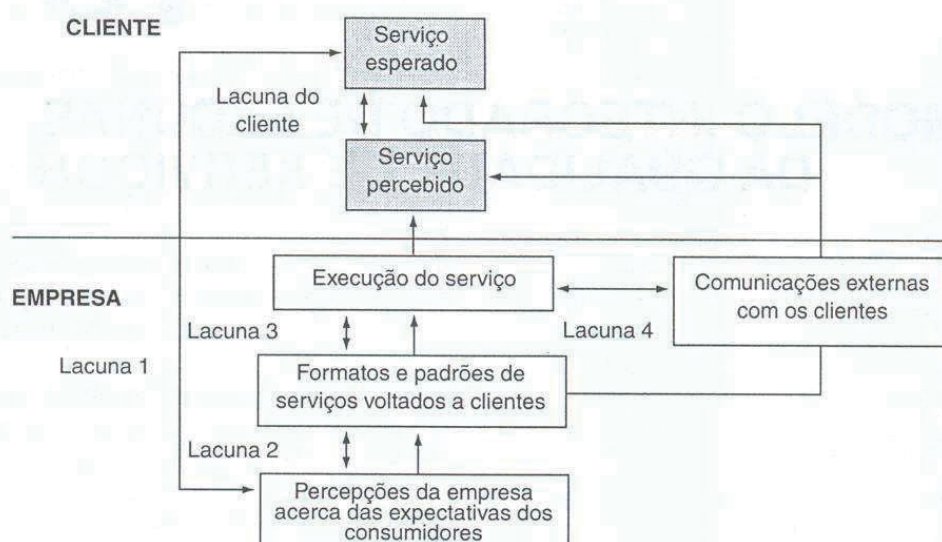 CLIENTE
Serviço
esperado
Lacuna do
cliente
Serviço
percebido
Execução do serviço
EMPRESA
Comunicações externas
com os clientes
Lacuna 3
Lacuna 4
Lacuna 1
Formatos e padrões de
serviços voltados a clientes
Lacuna 2
Percepções da empresa
acerca das expectativas dos
consumidores